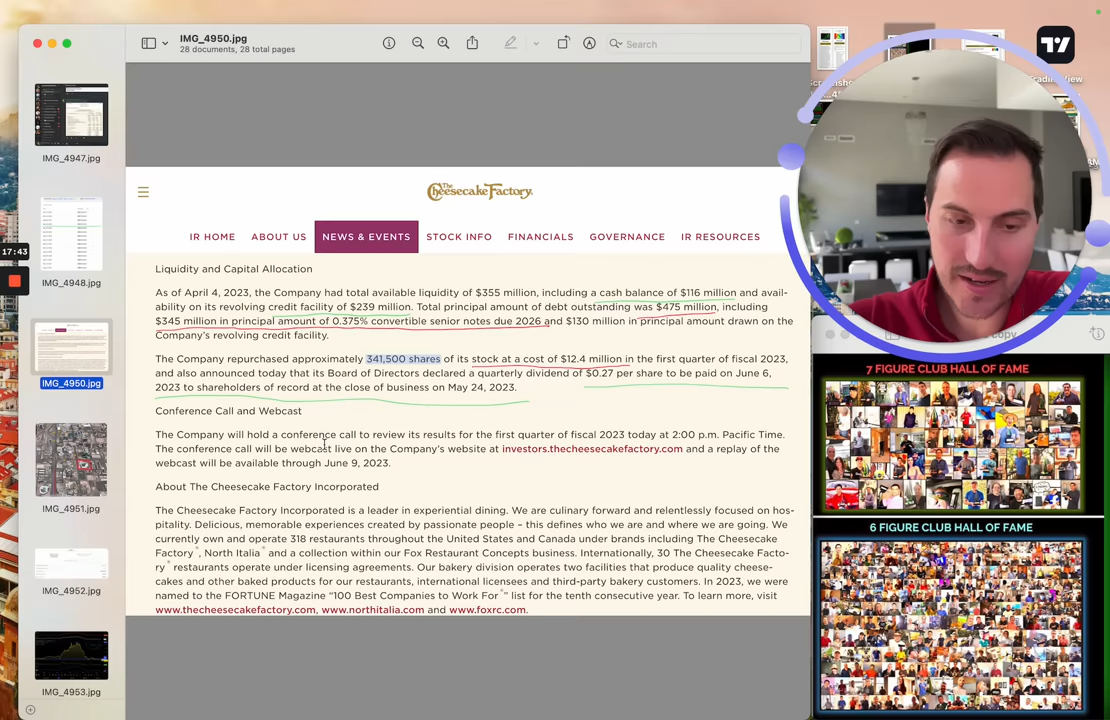 IMG_4950.jpg
28 documents, 28 total pages
Search
IMG_4947.jpg
17:43
IMG_4948.jpg
IMG_4950.jpg
IMG_4951.jpg
IMG_4952.jpg
IMG_4953.jpg
The Cheesecake Factory
IR HOME ABOUT US NEWS & EVENTS STOCK INFO FINANCIALS GOVERNANCE IR RESOURCES
Liquidity and Capital Allocation
As of April 4, 2023, the Company had total available liquidity of $355 million, including a cash balance of $116 million and avail-
ability on its revolving credit facility of $239 million. Total principal amount of debt outstanding was $475 million, including
$345 million in principal amount of 0.375% convertible senior notes due 2026 and $130 million in principal amount drawn on the
Company's revolving credit facility.
The Company repurchased approximately 341,500 shares of its stock at a cost of $12.4 million in the first quarter of fiscal 2023,
and also announced today that its Board of Directors declared a quarterly dividend of $0.27 per share to be paid on June 6,
2023 to shareholders of record at the close of business on May 24, 2023.
Conference Call and Webcast
The Company will hold a conference call to review its results for the first quarter of fiscal 2023 today at 2:00 p.m. Pacific Time.
The conference call will be webcast live on the Company's website at investors.thecheesecakefactory.com and a replay of the
webcast will be available through June 9, 2023.
About The Cheesecake Factory Incorporated
The Cheesecake Factory Incorporated is a leader in experiential dining. We are culinary forward and relentlessly focused on hos-
pitality. Delicious, memorable experiences created by passionate people – this defines who we are and where we are going. We
currently own and operate 318 restaurants throughout the United States and Canada under brands including The Cheesecake
Factory®, North Italia® and a collection within our Fox Restaurant Concepts business. Internationally, 30 The Cheesecake Facto-
ry® restaurants operate under licensing agreements. Our bakery division operates two facilities that produce quality cheese-
cakes and other baked products for our restaurants, international licensees and third-party bakery customers. In 2023, we were
named to the FORTUNE Magazine "100 Best Companies to Work For®" list for the tenth consecutive year. To learn more, visit
www.thecheesecakefactory.com, www.northitalia.com and www.foxrc.com.
copy
7 FIGURE CLUB HALL OF FAME
6 FIGURE CLUB HALL OF FAME